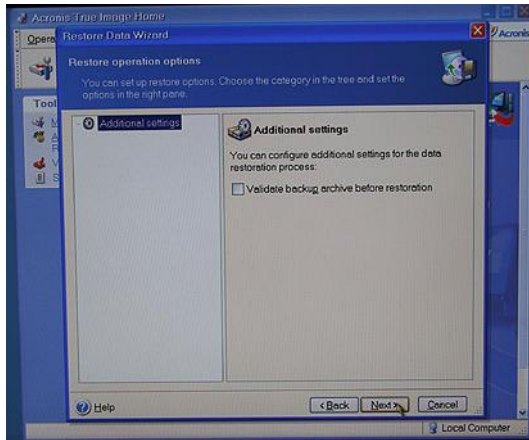 Acronis True Image Home
Opera
Acronis
Restore Data Wizard
Restore operation options
You can set up restore options. Choose the category in the tree and set the
options in the right pane.
Tool
Additional settings
Additional settings
You can configure additional settings for the data
restoration process:
Validate backup archive before restoration
Help
< Back
Next >
Cancel
Local Computer